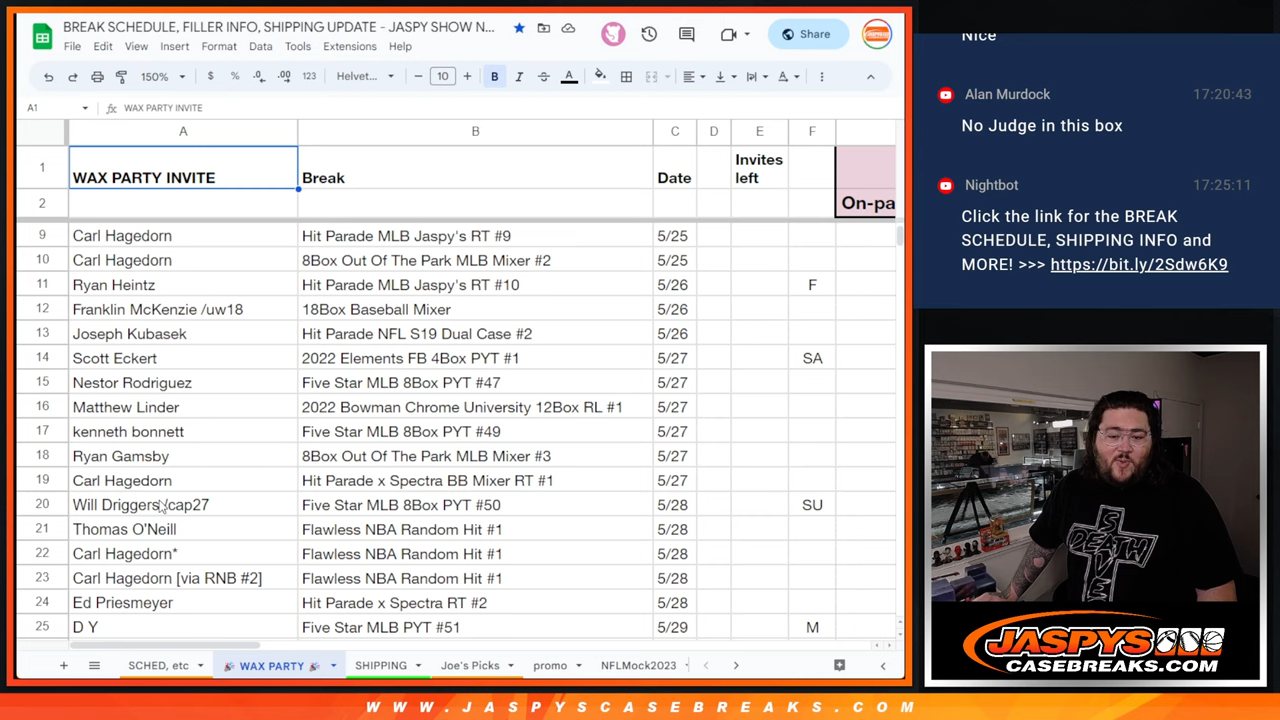 BREAK SCHEDULE, FILLER INFO, SHIPPING UPDATE - JASPY SHOW N...
File Edit View Insert Format Data Tools Extensions Help
Share
150% $ % .0 .00 123 Helvet... - 10 + B I A
A1 fx WAX PARTY INVITE
A B C D E F
1 WAX PARTY INVITE Break Date Invites left
2 On-pa
9 Carl Hagedorn Hit Parade MLB Jaspy's RT #9 5/25
10 Carl Hagedorn 8Box Out Of The Park MLB Mixer #2 5/25
11 Ryan Heintz Hit Parade MLB Jaspy's RT #10 5/26 F
12 Franklin McKenzie /uw18 18Box Baseball Mixer 5/26
13 Joseph Kubasek Hit Parade NFL S19 Dual Case #2 5/26
14 Scott Eckert 2022 Elements FB 4Box PYT #1 5/27 SA
15 Nestor Rodriguez Five Star MLB 8Box PYT #47 5/27
16 Matthew Linder 2022 Bowman Chrome University 12Box RL #1 5/27
17 kenneth bonnett Five Star MLB 8Box PYT #49 5/27
18 Ryan Gamsby 8Box Out Of The Park MLB Mixer #3 5/27
19 Carl Hagedorn Hit Parade x Spectra BB Mixer RT #1 5/27
20 Will Driggers/cap27 Five Star MLB 8Box PYT #50 5/28 SU
21 Thomas O'Neill Flawless NBA Random Hit #1 5/28
22 Carl Hagedorn* Flawless NBA Random Hit #1 5/28
23 Carl Hagedorn [via RNB #2] Flawless NBA Random Hit #1 5/28
24 Ed Priesmeyer Hit Parade x Spectra RT #2 5/28
25 D Y Five Star MLB PYT #51 5/29 M
SCHED, etc WAX PARTY SHIPPING Joe's Picks promo NFLMock2023
Nice
Alan Murdock 17:20:43
No Judge in this box
Nightbot 17:25:11
Click the link for the BREAK
SCHEDULE, SHIPPING INFO and
MORE! >>> https://bit.ly/2Sdw6K9
DEATH
SAVES
JASPYS
CASEBREAKS.COM
WWW.JASPYSCASEBREAKS.COM